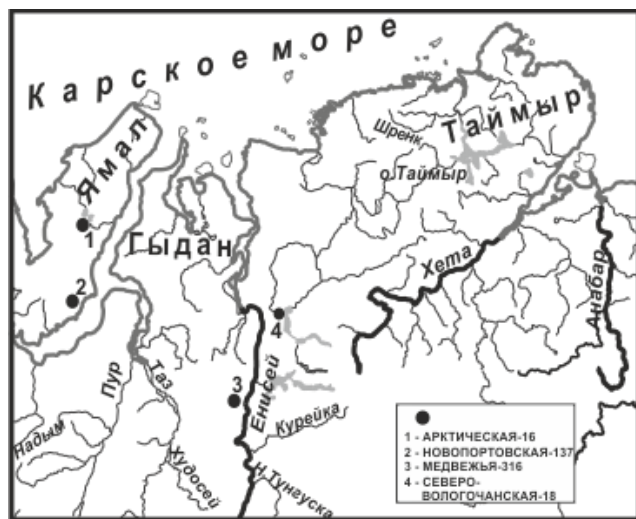 Карское море
Ямал
Таймыр
Шренк
о.Таймыр
1
Гыдан
Хета
2
4
Анабар
Пур
Таз
3
Енисей
Курейка
Надым
Худосей
Н.Тунгуска
1 - АРКТИЧЕСКАЯ-16
2 - НОВОПОРТОВСКАЯ-137
3 - МЕДВЕЖЬЯ-316
4 - СЕВЕРО-
ВОЛОГОЧАНСКАЯ-18